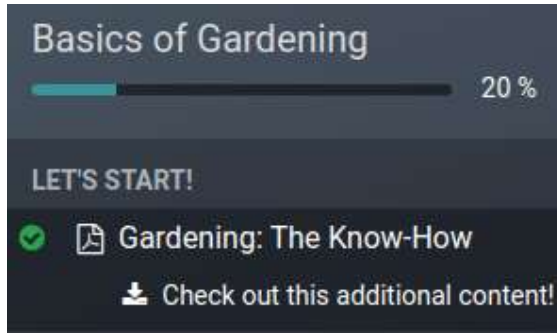 Basics of Gardening
20 %
LET'S START!
Gardening: The Know-How
Check out this additional content!